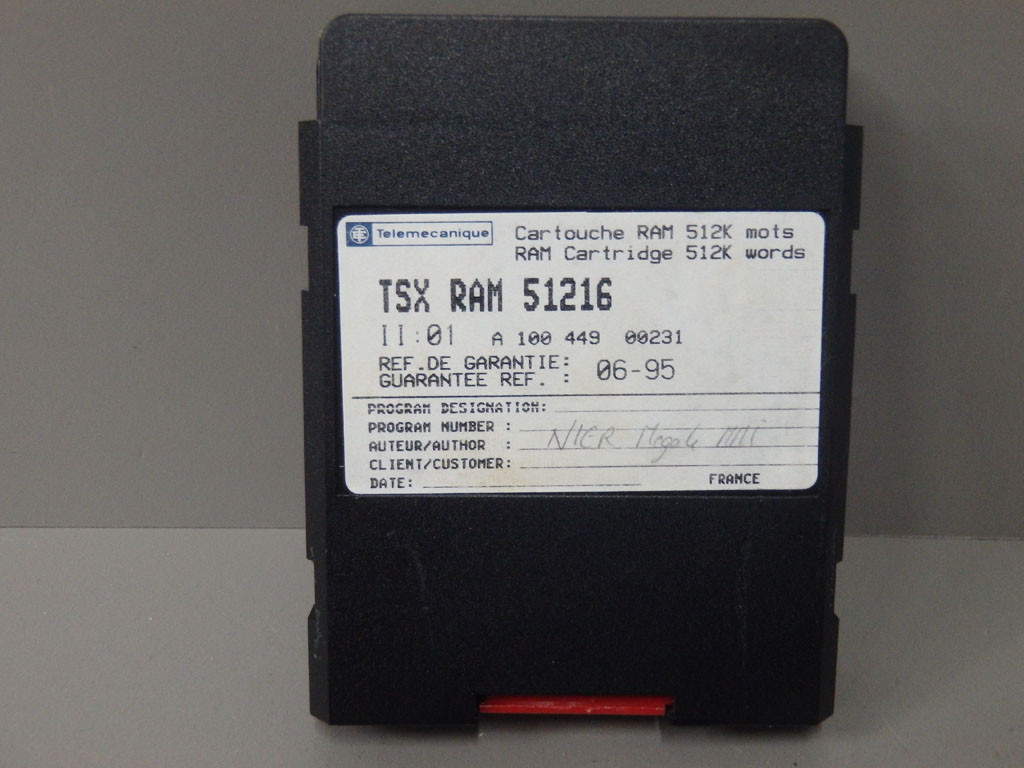 Telemecanique
Cartouche RAM 512K mots
RAM Cartridge 512K words
TSX RAM 51216
II:01 A 100 449 00231
REF.DE GARANTIE:
GUARANTEE REF. : 06-95
PROGRAM DESIGNATION:
PROGRAM NUMBER :
AUTEUR/AUTHOR :
CLIENT/CUSTOMER:
DATE: FRANCE